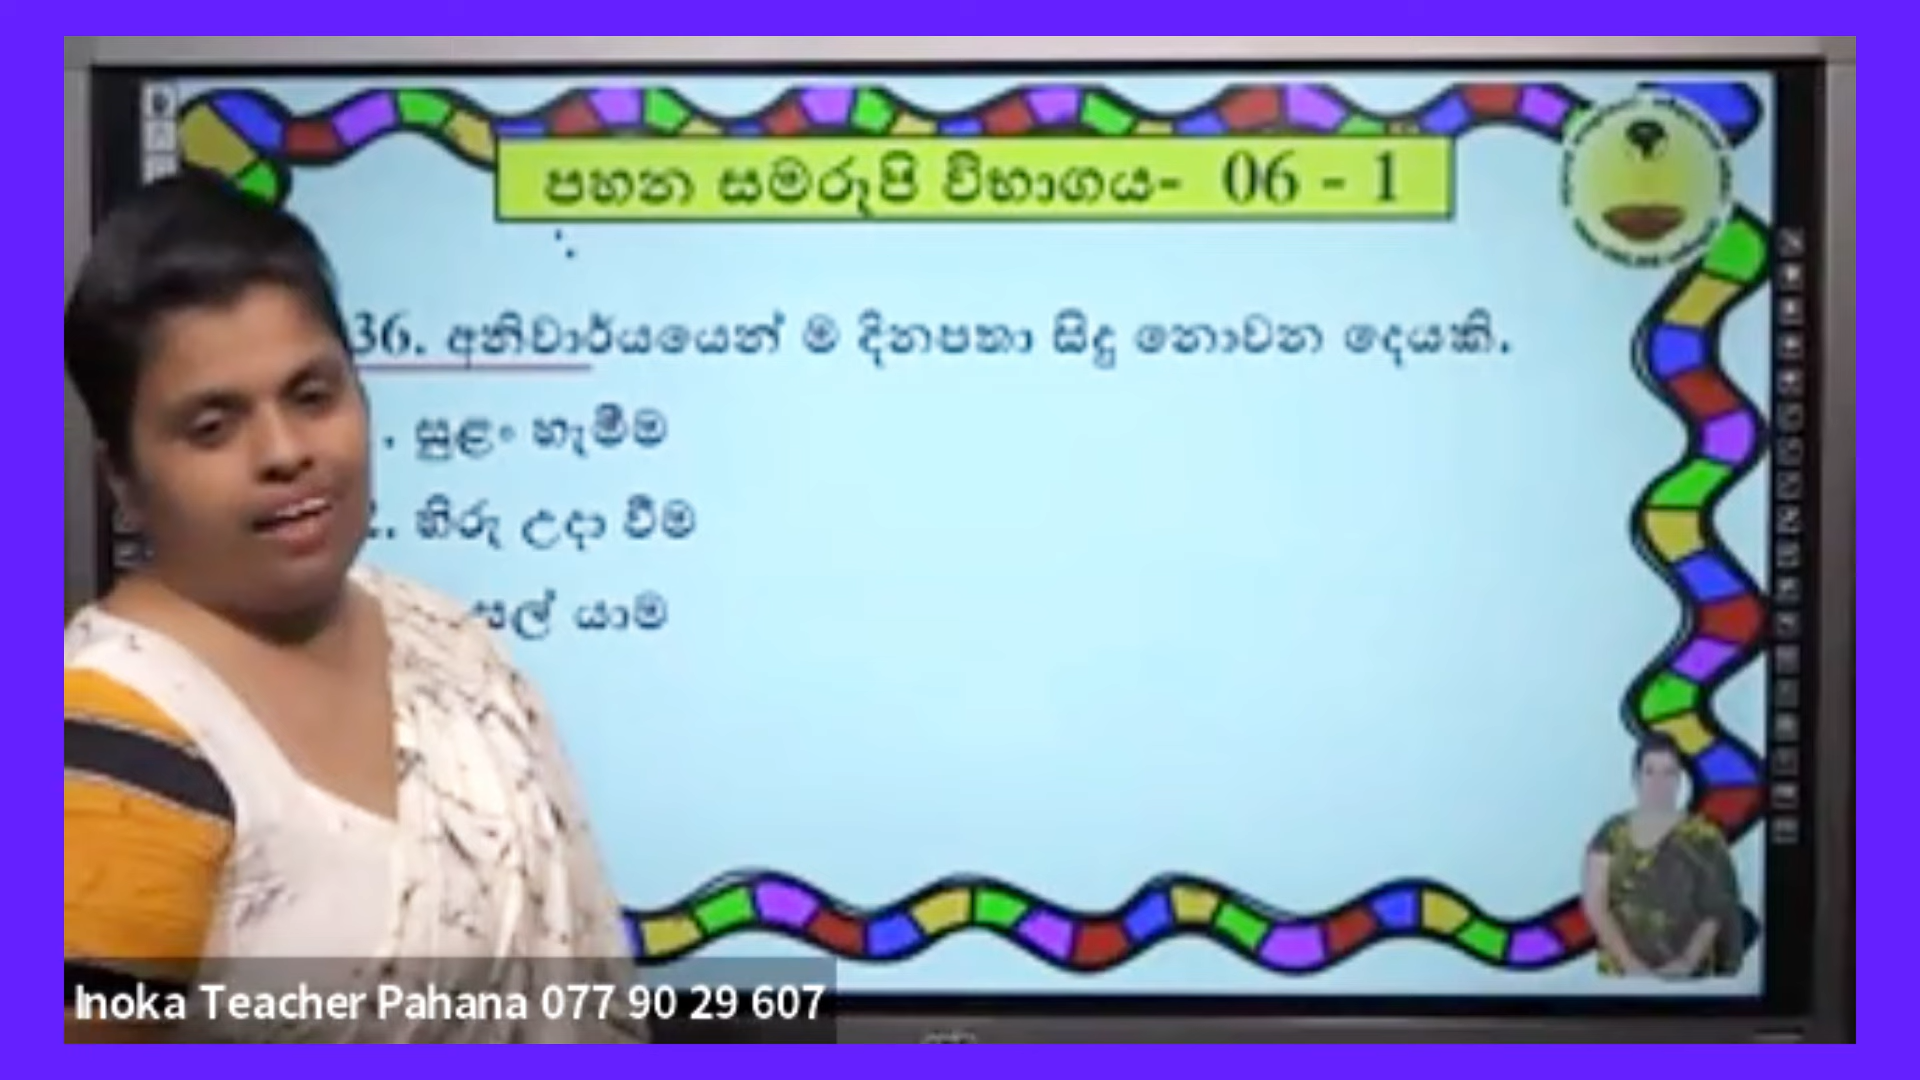 පහන සමරූපි විභාගය- 06 - 1
36. අනිවාර්යයෙන් ම දිනපතා සිදු නොවන දෙයකි.
. සුළං හැමීම
. හිරු උදා වීම
යාම
Inoka Teacher Pahana 077 90 29 607